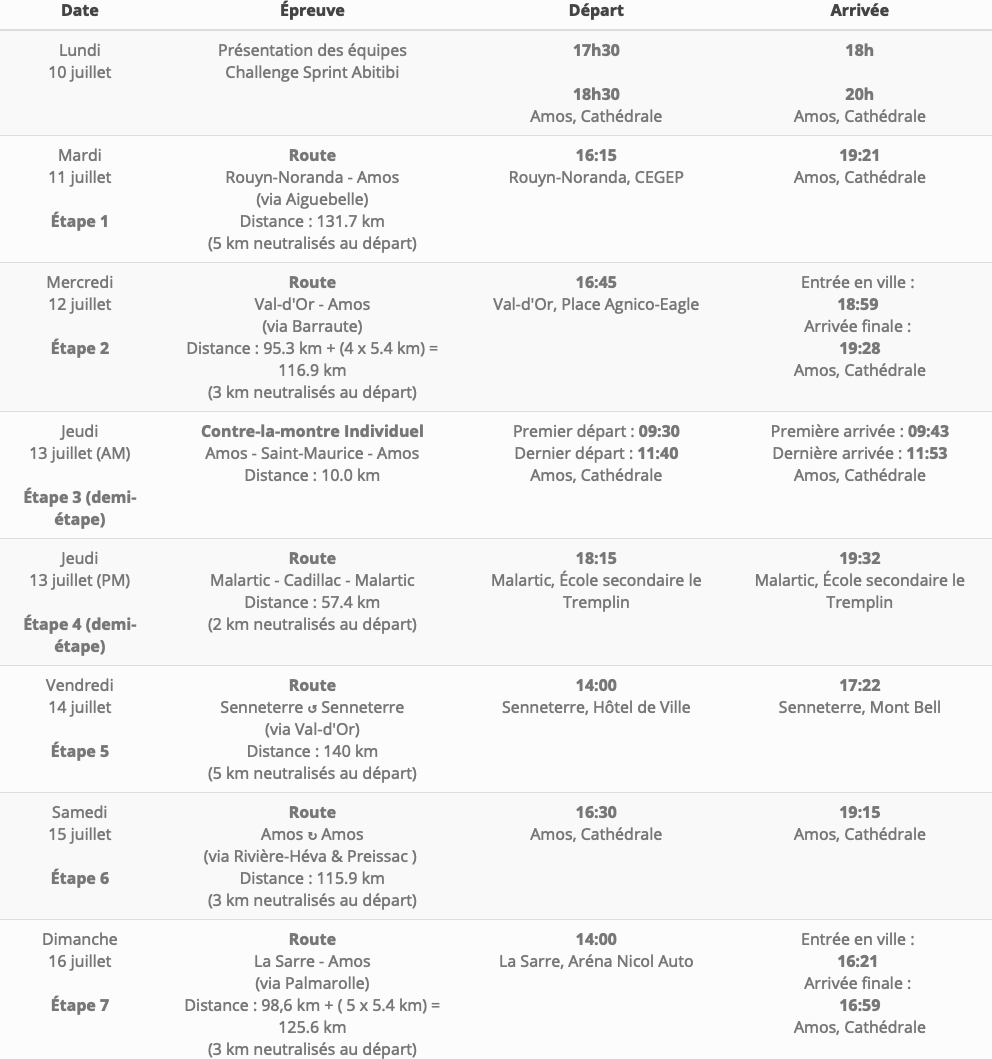 Date Épreuve Départ Arrivée
Lundi
10 juillet
Présentation des équipes
Challenge Sprint Abitibi
17h30
18h30
Amos, Cathédrale
18h
20h
Amos, Cathédrale
Mardi
11 juillet
Étape 1
Route
Rouyn-Noranda - Amos
(via Aiguebelle)
Distance : 131.7 km
(5 km neutralisés au départ)
16:15
Rouyn-Noranda, CEGEP
19:21
Amos, Cathédrale
Mercredi
12 juillet
Étape 2
Route
Val-d'Or - Amos
(via Barraute)
Distance : 95.3 km + (4 x 5.4 km) =
116.9 km
(3 km neutralisés au départ)
16:45
Val-d'Or, Place Agnico-Eagle
Entrée en ville :
18:59
Arrivée finale :
19:28
Amos, Cathédrale
Jeudi
13 juillet (AM)
Étape 3 (demi-
étape)
Contre-la-montre Individuel
Amos - Saint-Maurice - Amos
Distance : 10.0 km
Premier départ : 09:30
Dernier départ : 11:40
Amos, Cathédrale
Première arrivée : 09:43
Dernière arrivée : 11:53
Amos, Cathédrale
Jeudi
13 juillet (PM)
Étape 4 (demi-
étape)
Route
Malartic - Cadillac - Malartic
Distance : 57.4 km
(2 km neutralisés au départ)
18:15
Malartic, École secondaire le
Tremplin
19:32
Malartic, École secondaire le
Tremplin
Vendredi
14 juillet
Étape 5
Route
Senneterre ↺ Senneterre
(via Val-d'Or)
Distance : 140 km
(5 km neutralisés au départ)
14:00
Senneterre, Hôtel de Ville
17:22
Senneterre, Mont Bell
Samedi
15 juillet
Étape 6
Route
Amos ↻ Amos
(via Rivière-Héva & Preissac )
Distance : 115.9 km
(3 km neutralisés au départ)
16:30
Amos, Cathédrale
19:15
Amos, Cathédrale
Dimanche
16 juillet
Étape 7
Route
La Sarre - Amos
(via Palmarolle)
Distance : 98,6 km + ( 5 x 5.4 km) =
125.6 km
(3 km neutralisés au départ)
14:00
La Sarre, Aréna Nicol Auto
Entrée en ville :
16:21
Arrivée finale :
16:59
Amos, Cathédrale